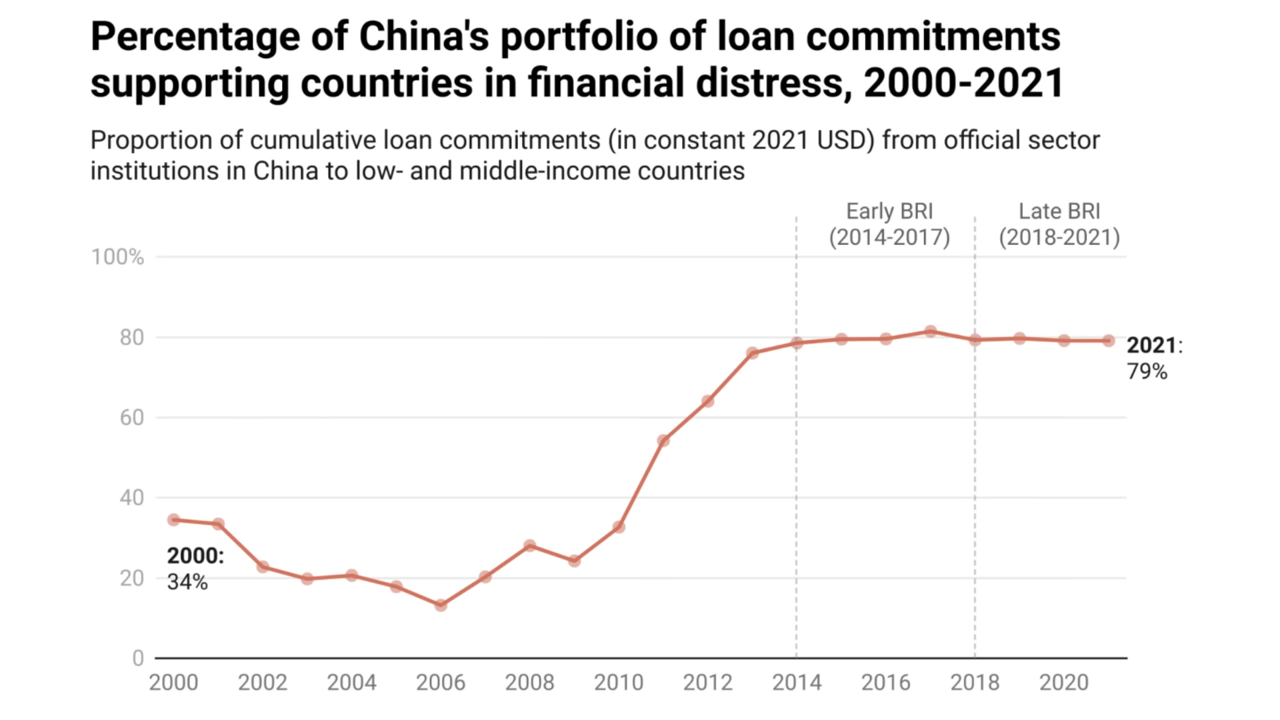 Percentage of China's portfolio of loan commitments
supporting countries in financial distress, 2000-2021
Proportion of cumulative loan commitments (in constant 2021 USD) from official sector
institutions in China to low- and middle-income countries
Early BRI
(2014-2017)
Late BRI
(2018-2021)
100%
80
60
40
20
0
2021:
79%
2000:
34%
2000 2002 2004 2006 2008 2010 2012 2014 2016 2018 2020